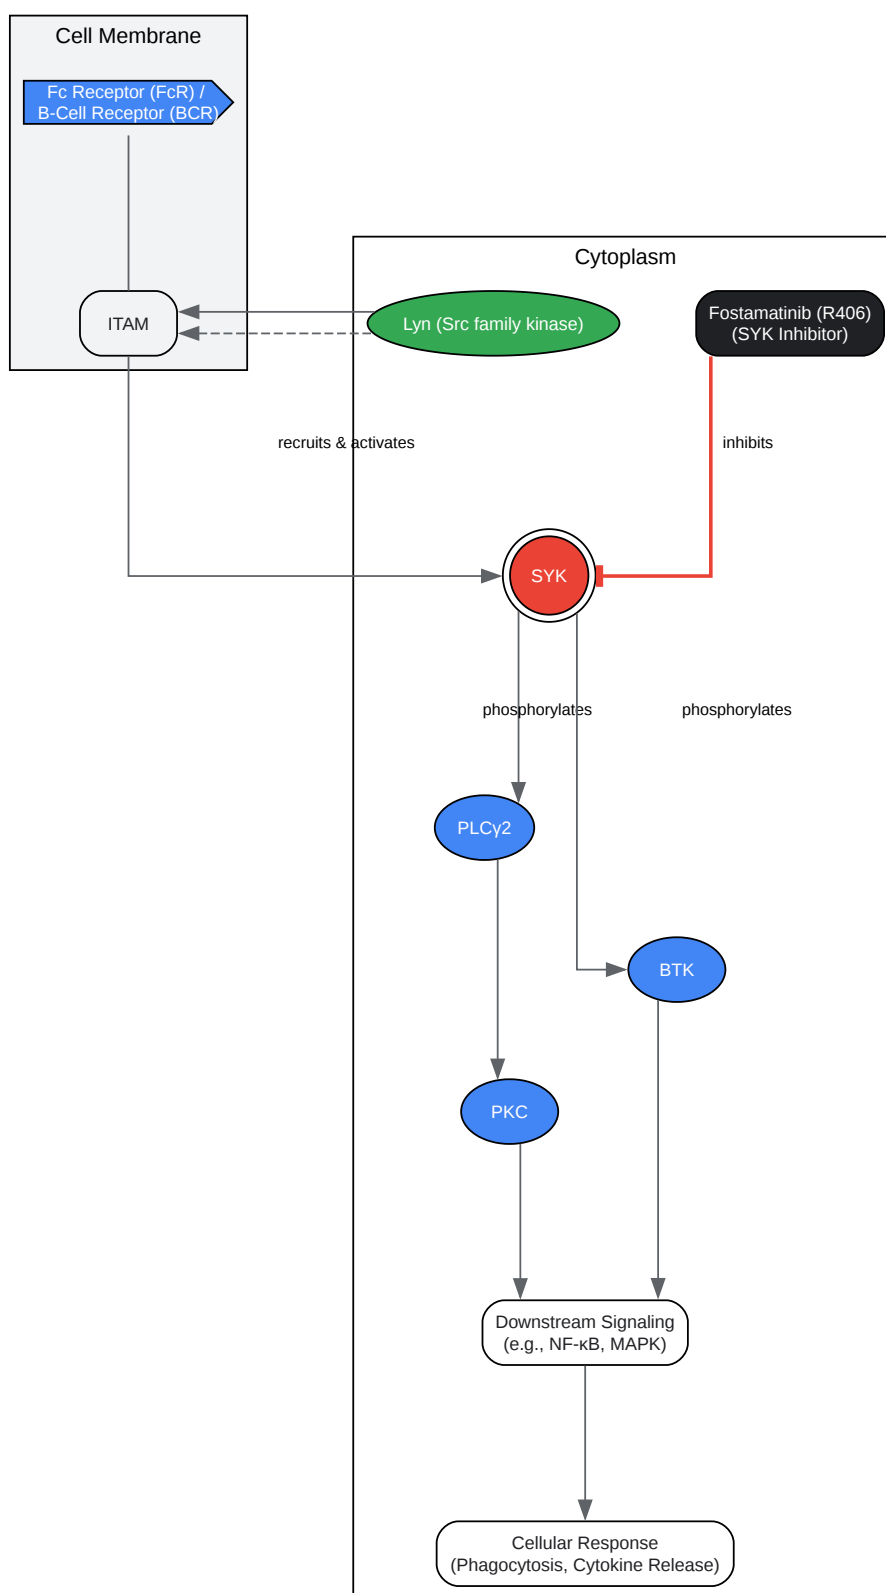 Cell Membrane
Fc Receptor (FcR) /
B-Cell Receptor (BCR)
Cytoplasm
ITAM
Lyn (Src family kinase)
Fostamatinib (R406)
(SYK Inhibitor)
recruits & activates
inhibits
SYK
phosphorylates
phosphorylates
PLCγ2
BTK
PKC
Downstream Signaling
(e.g., NF-κB, MAPK)
Cellular Response
(Phagocytosis, Cytokine Release)